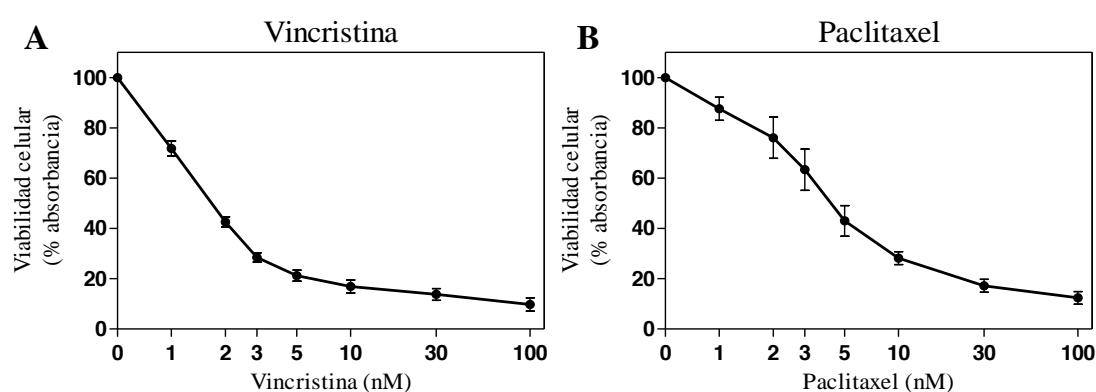 A
Vincristina
Viabilidad celular
(% absorbancia)
100
80
60
40
20
0
0 1 2 3 5 10 30 100
Vincristina (nM)
B
Paclitaxel
Viabilidad celular
(% absorbancia)
100
80
60
40
20
0
0 1 2 3 5 10 30 100
Paclitaxel (nM)